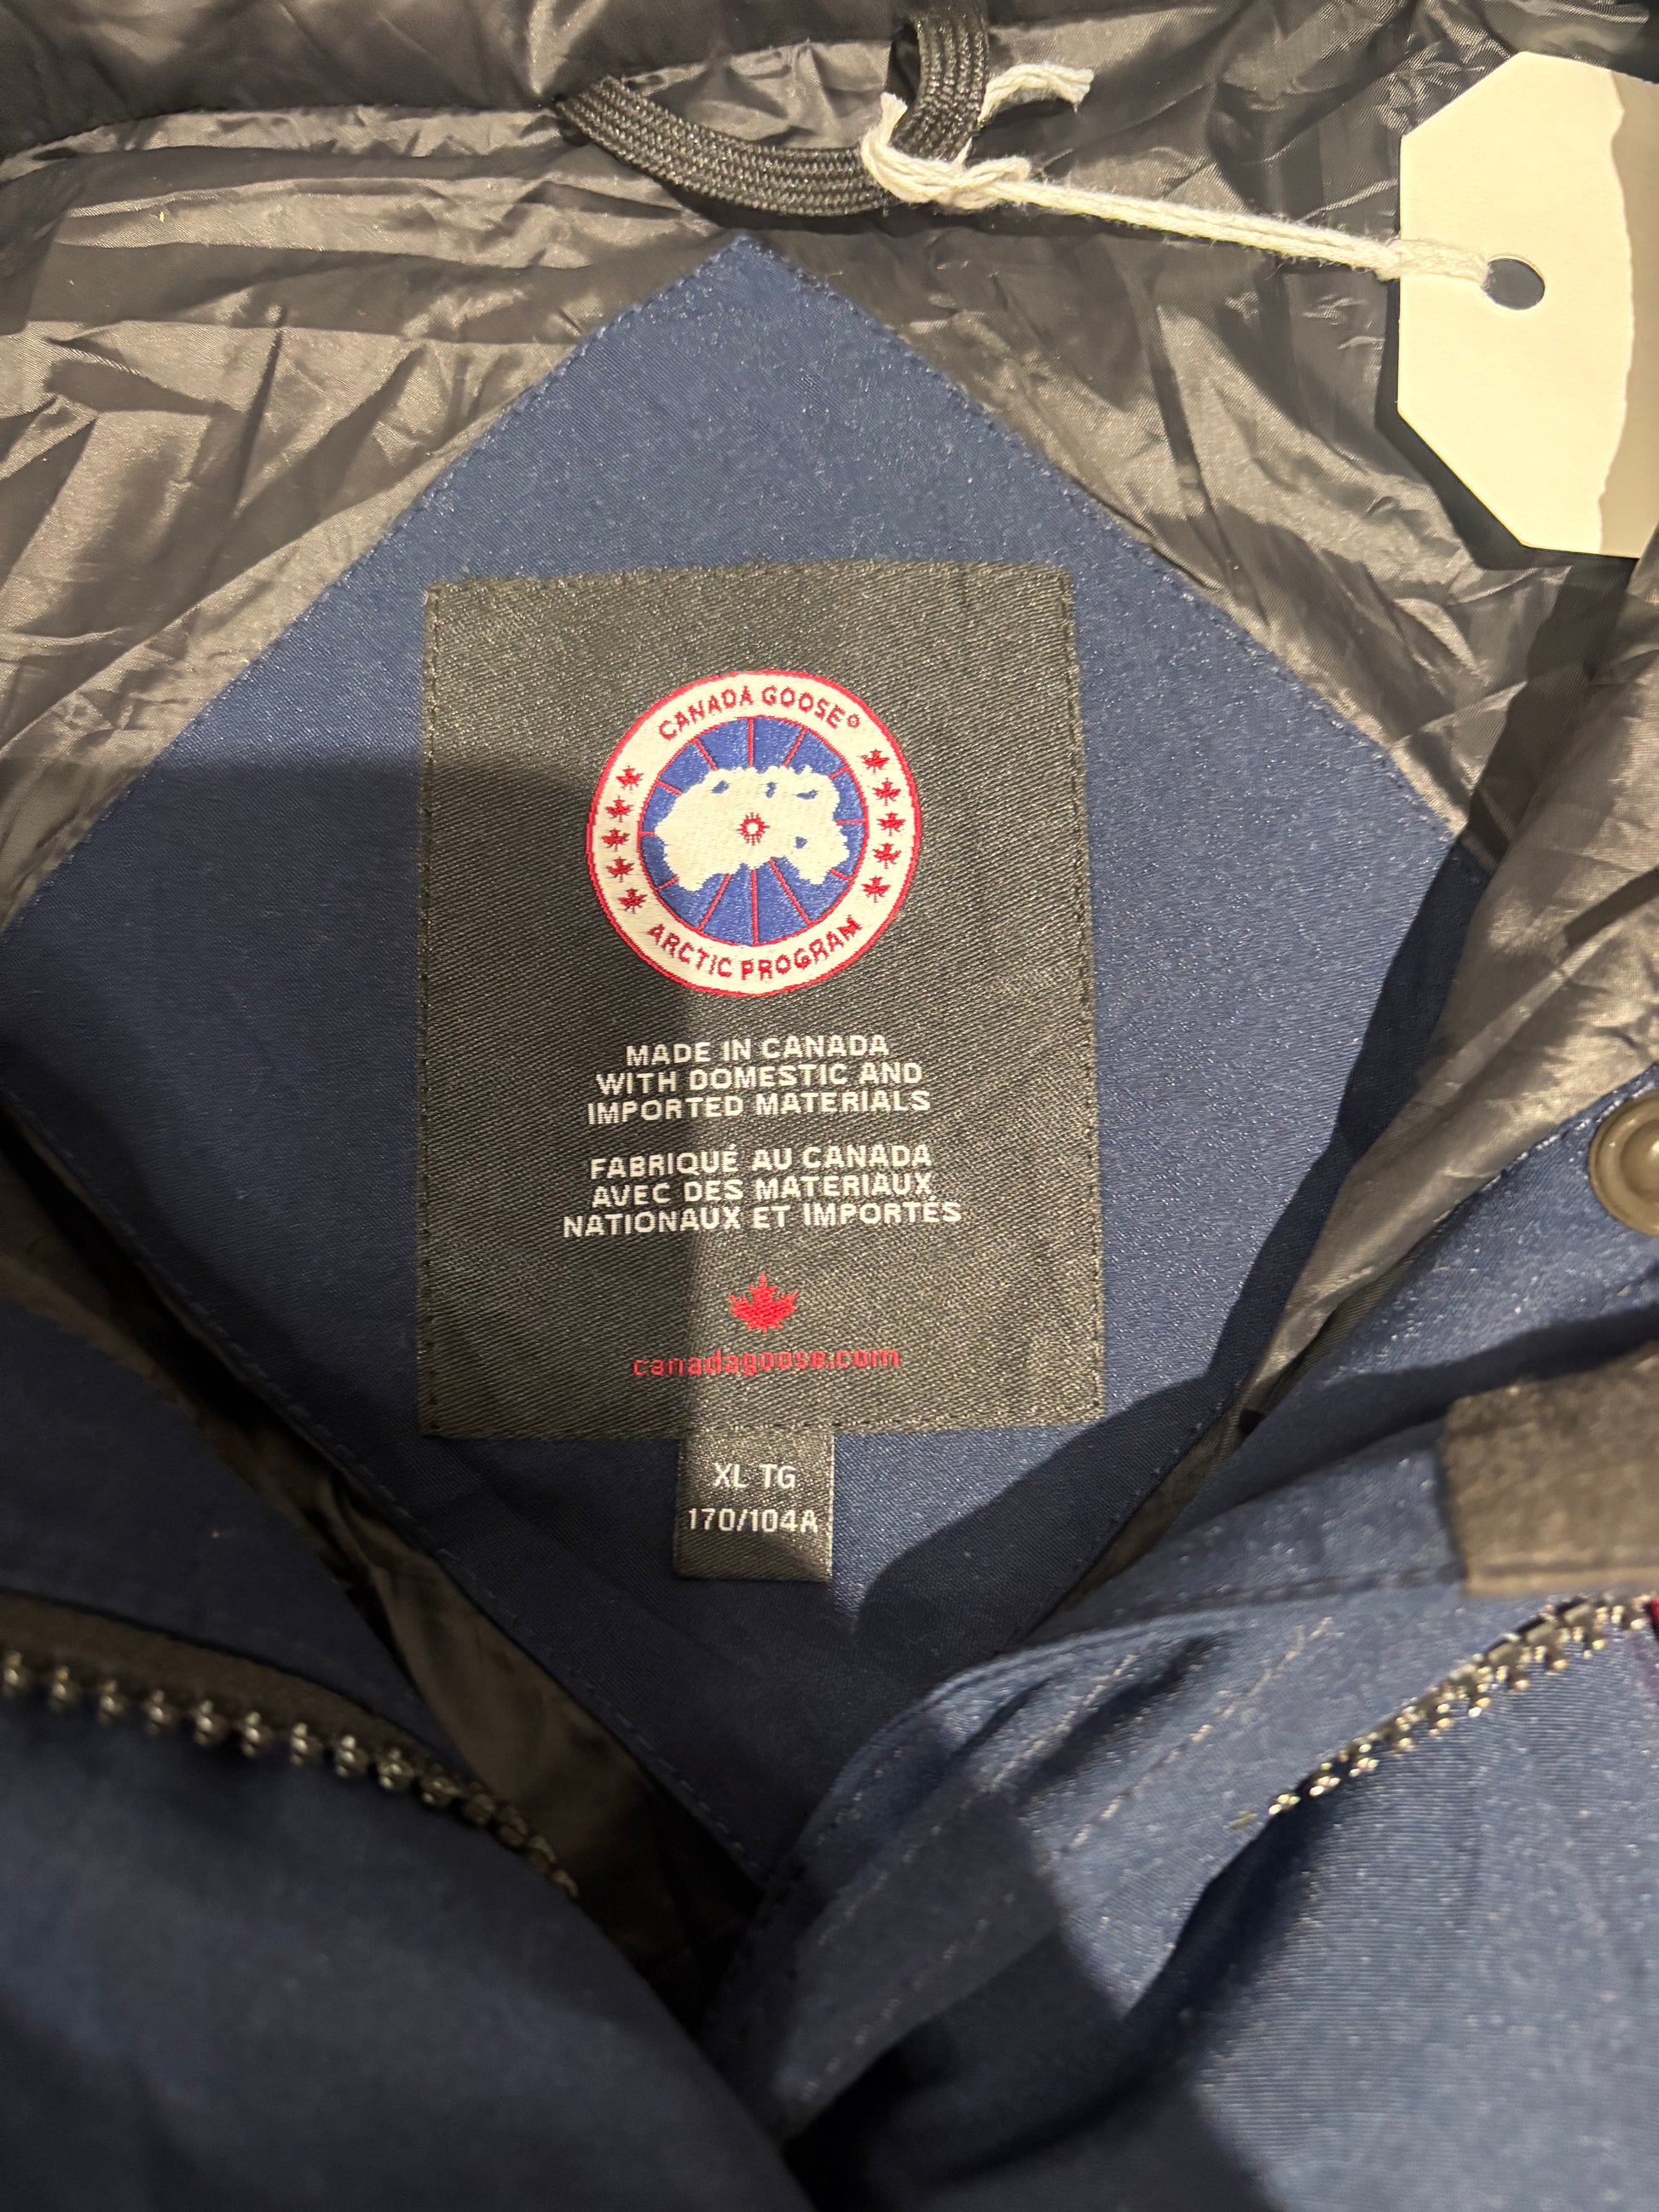 CANADA GOOSE®
ARCTIC PROGRAM
MADE IN CANADA
WITH DOMESTIC AND
IMPORTED MATERIALS
FABRIQUÉ AU CANADA
AVEC DES MATERIAUX
NATIONAUX ET IMPORTÉS
canadagoose.com
XL TG
170/104A